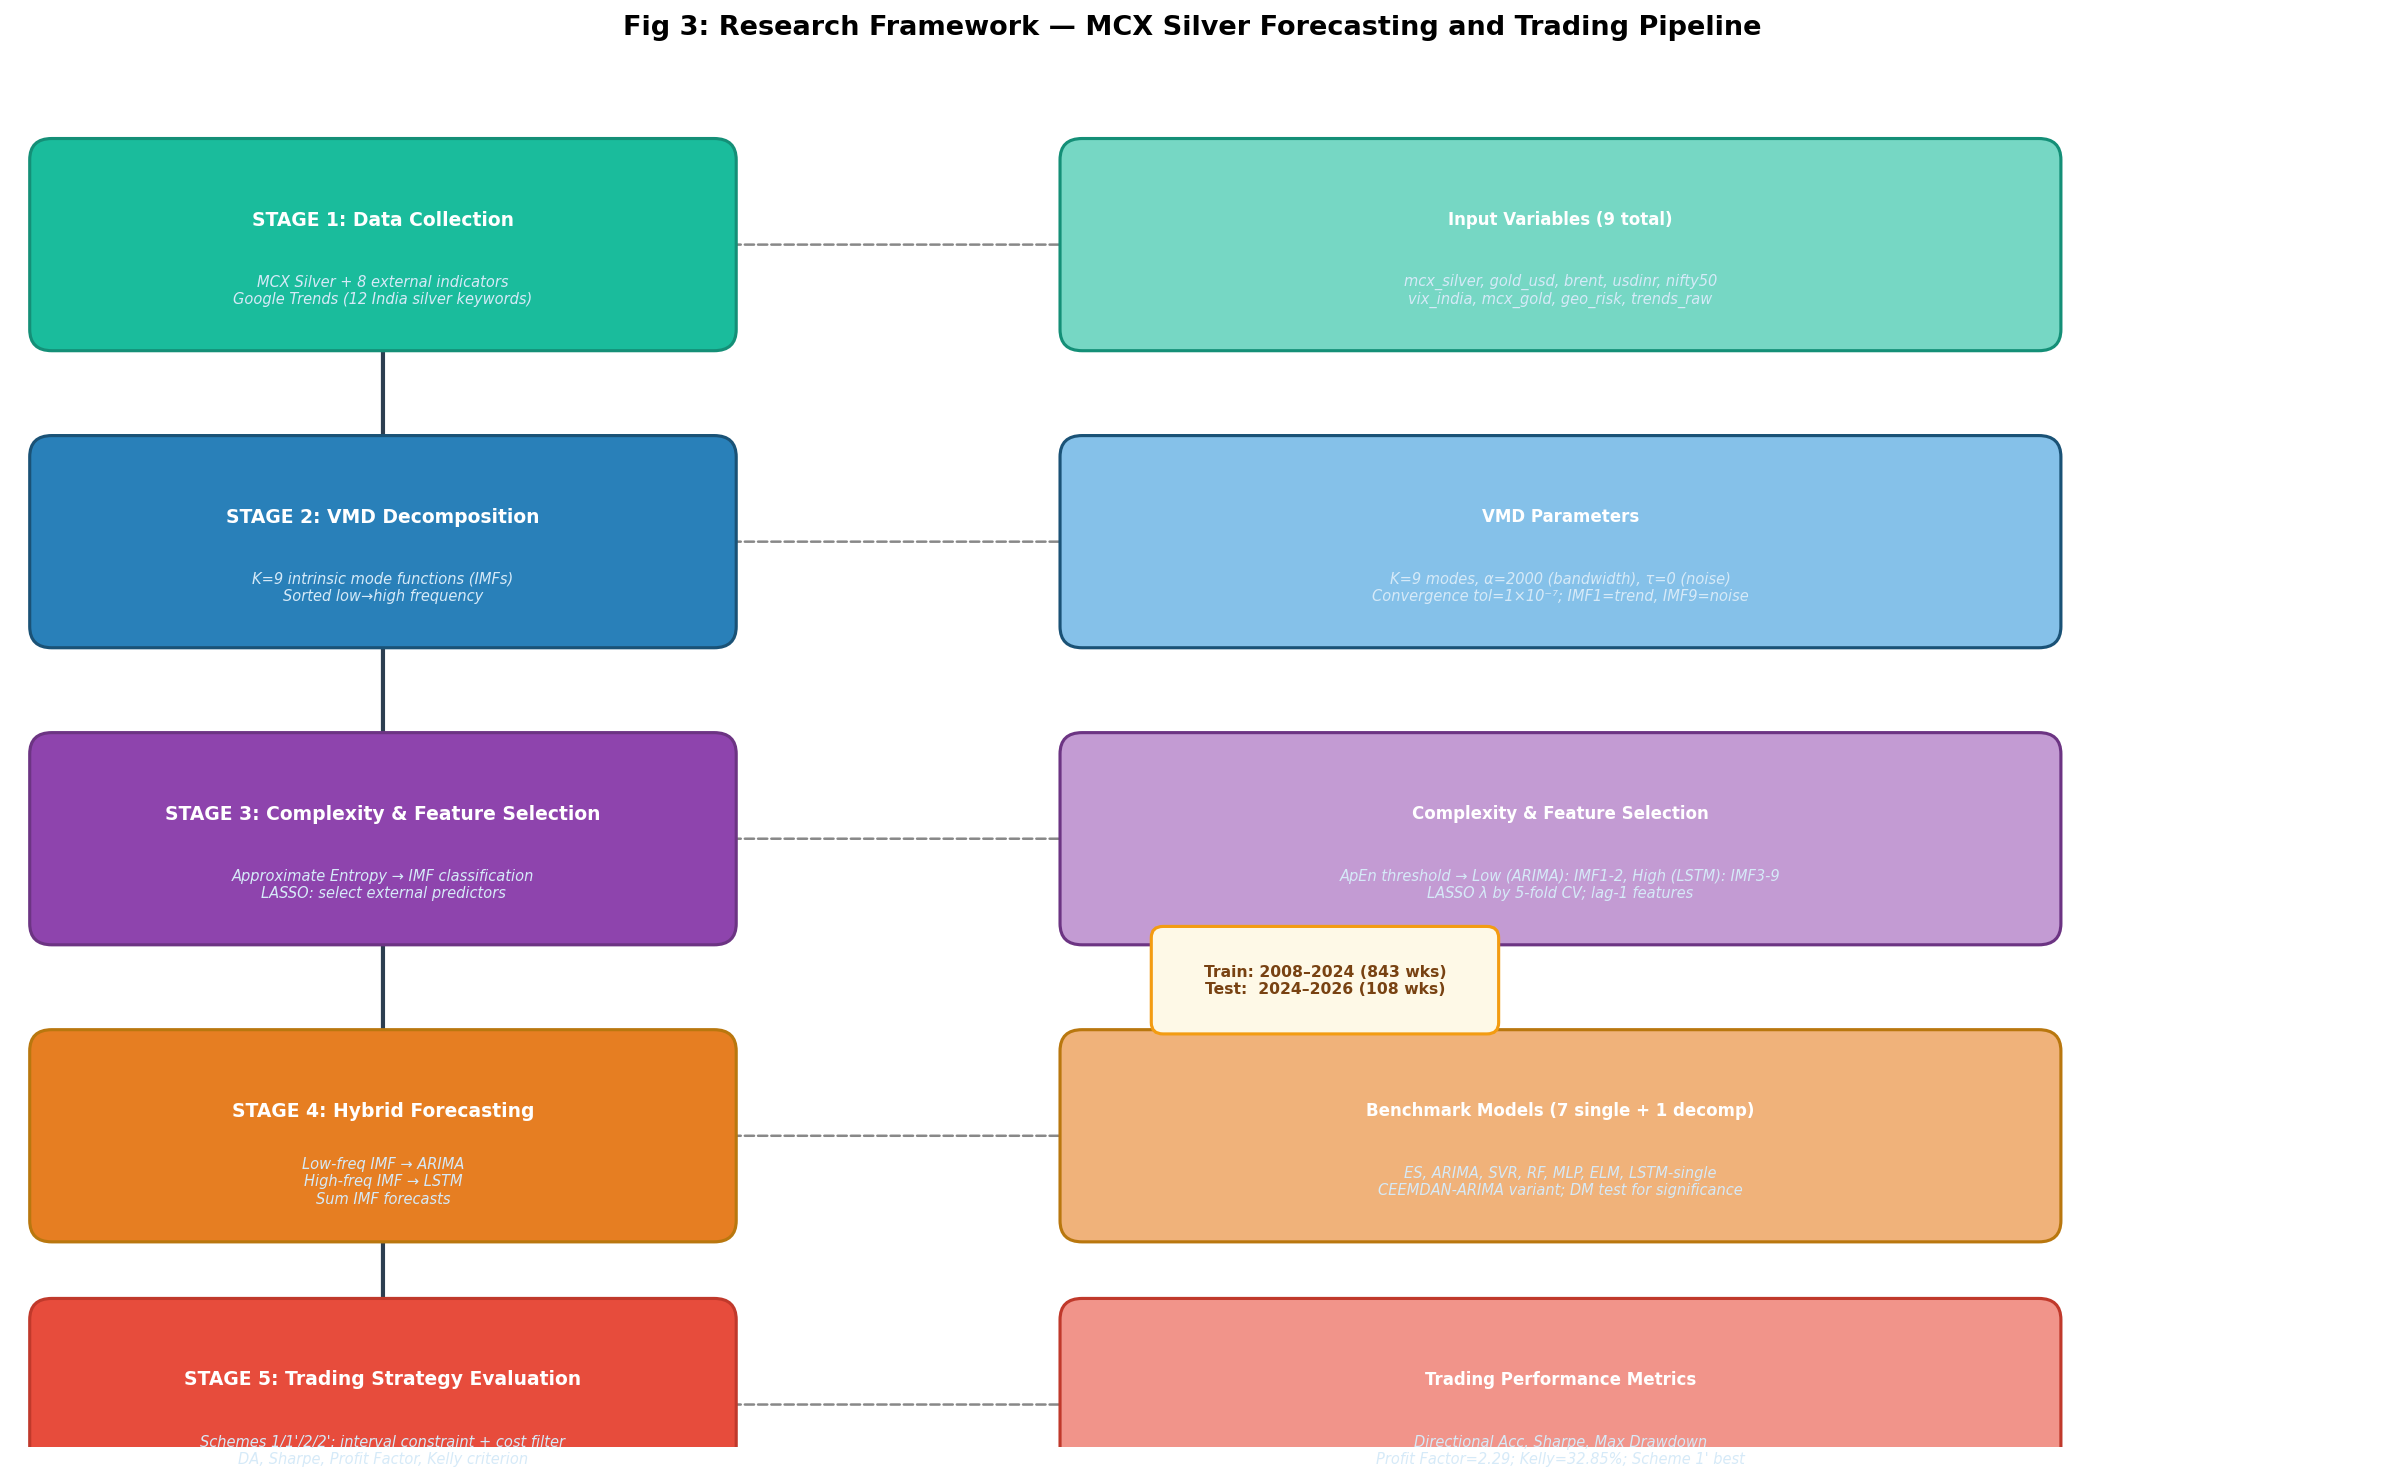 Fig 3: Research Framework — MCX Silver Forecasting and Trading Pipeline
STAGE 1: Data Collection
MCX Silver + 8 external indicators
Google Trends (12 India silver keywords)
Input Variables (9 total)
mcx_silver, gold_usd, brent, usdinr, nifty50
vix_india, mcx_gold, geo_risk, trends_raw
STAGE 2: VMD Decomposition
K=9 intrinsic mode functions (IMFs)
Sorted low→high frequency
VMD Parameters
K=9 modes, α=2000 (bandwidth), τ=0 (noise)
Convergence tol=1×10⁻⁷; IMF1=trend, IMF9=noise
STAGE 3: Complexity & Feature Selection
Approximate Entropy → IMF classification
LASSO: select external predictors
Complexity & Feature Selection
ApEn threshold → Low (ARIMA): IMF1-2, High (LSTM): IMF3-9
LASSO λ by 5-fold CV; lag-1 features
Train: 2008–2024 (843 wks)
Test:  2024–2026 (108 wks)
STAGE 4: Hybrid Forecasting
Low-freq IMF → ARIMA
High-freq IMF → LSTM
Sum IMF forecasts
Benchmark Models (7 single + 1 decomp)
ES, ARIMA, SVR, RF, MLP, ELM, LSTM-single
CEEMDAN-ARIMA variant; DM test for significance
STAGE 5: Trading Strategy Evaluation
Schemes 1/1'/2/2': interval constraint + cost filter
DA, Sharpe, Profit Factor, Kelly criterion
Trading Performance Metrics
Directional Acc, Sharpe, Max Drawdown
Profit Factor=2.29; Kelly=32.85%; Scheme 1' best